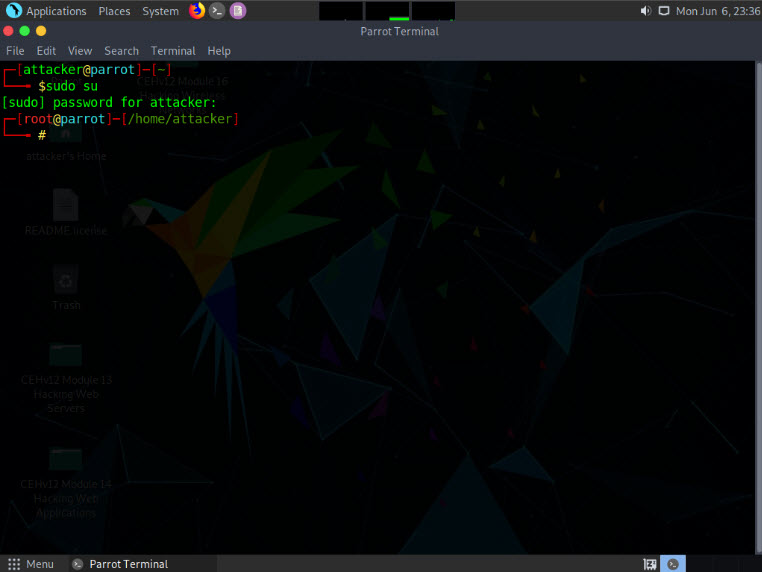 Applications Places System Mon Jun 6, 23:36
Parrot Terminal
File Edit View Search Terminal Help
┌─[attacker@parrot]─[~]
└──╼ $sudo su
[sudo] password for attacker:
┌─[root@parrot]─[/home/attacker]
└──╼ #
CEHv12 Module 16
Hacking Wireless
attacker's Home
README.license
Trash
CEHv12 Module 13
Hacking Web
Servers
CEHv12 Module 14
Hacking Web
Applications
Menu Parrot Terminal